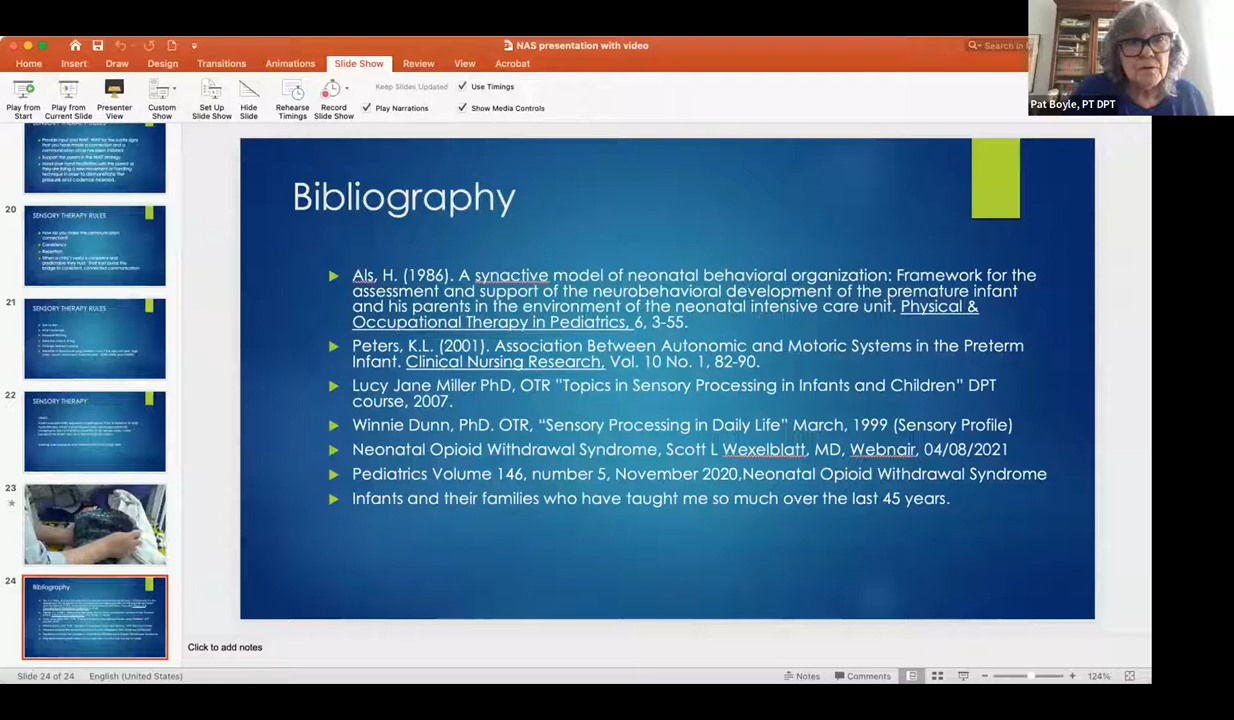 NAS presentation with video
Search in
Home Insert Draw Design Transitions Animations Slide Show Review View Acrobat
Play from Start
Play from Current Slide
Presenter View
Custom Show
Set Up Slide Show
Hide Slide
Rehearse Timings
Record Slide Show
Keep Slides Updated
Use Timings
Play Narrations
Show Media Controls
Pat Boyle, PT DPT
20
SENSORY THERAPY RULES
Consistency
Repetition
21
SENSORY THERAPY RULES
22
SENSORY THERAPY
23
24
Bibliography
Bibliography
Als, H. (1986). A synactive model of neonatal behavioral organization: Framework for the
assessment and support of the neurobehavioral development of the premature infant
and his parents in the environment of the neonatal intensive care unit. Physical &
Occupational Therapy in Pediatrics, 6, 3-55.
Peters, K.L. (2001). Association Between Autonomic and Motoric Systems in the Preterm
Infant. Clinical Nursing Research, Vol. 10 No. 1, 82-90.
Lucy Jane Miller PhD, OTR "Topics in Sensory Processing in Infants and Children" DPT
course, 2007.
Winnie Dunn, PhD. OTR, "Sensory Processing in Daily Life" March, 1999 (Sensory Profile)
Neonatal Opioid Withdrawal Syndrome, Scott L Wexelblatt, MD, Webnair, 04/08/2021
Pediatrics Volume 146, number 5, November 2020,Neonatal Opioid Withdrawal Syndrome
Infants and their families who have taught me so much over the last 45 years.
Click to add notes
Slide 24 of 24 English (United States) Notes Comments 124%